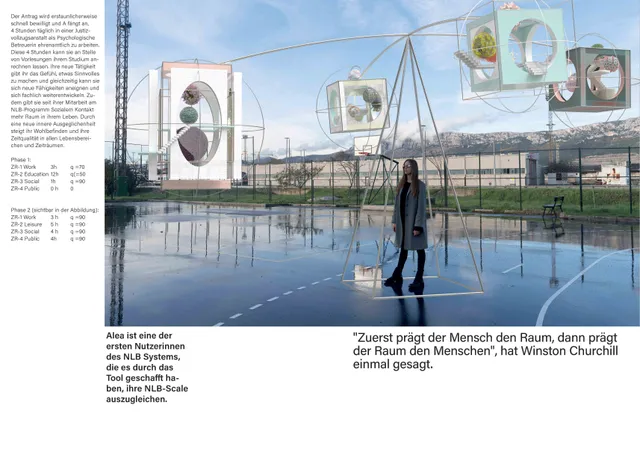 Der Antrag wird erstaunlicherweise
schnell bewilligt und A fängt an,
4 Stunden täglich in einer Justiz-
vollzugsanstalt als Psychologische
Betreuerin ehrenamtlich zu arbeiten.
Diese 4 Stunden kann sie an Stelle
von Vorlesungen ihrem Studium an-
rechnen lassen. Ihre neue Tätigkeit
gibt ihr das Gefühl, etwas Sinnvolles
zu machen und gleichzeitig kann sie
sich neue Fähigkeiten aneignen und
sich fachlich weiterentwickeln. Zu-
dem gibt sie seit ihrer Mitarbeit am
NLB-Programm Sozialem Kontakt
mehr Raum in ihrem Leben. Durch
eine neue innere Ausgeglichenheit
steigt ihr Wohlbefinden und ihre
Zeitqualität in allen Lebensberei-
chen und Zeiträumen.
Phase 1:
ZR-1 Work 3h q =70
ZR-2 Education 12h q=50
ZR-3 Social 1h q =90
ZR-4 Public 0 h 0
Phase 2 (sichtbar in der Abbildung):
ZR-1 Work 3 h q =90
ZR-2 Leisure 5 h q =90
ZR-3 Social 4 h q =90
ZR-4 Public 4h q =90
Alea ist eine der
ersten Nutzerinnen
des NLB Systems,
die es durch das
Tool geschafft ha-
ben, ihre NLB-Scale
auszugleichen.
"Zuerst prägt der Mensch den Raum, dann prägt
der Raum den Menschen", hat Winston Churchill
einmal gesagt.